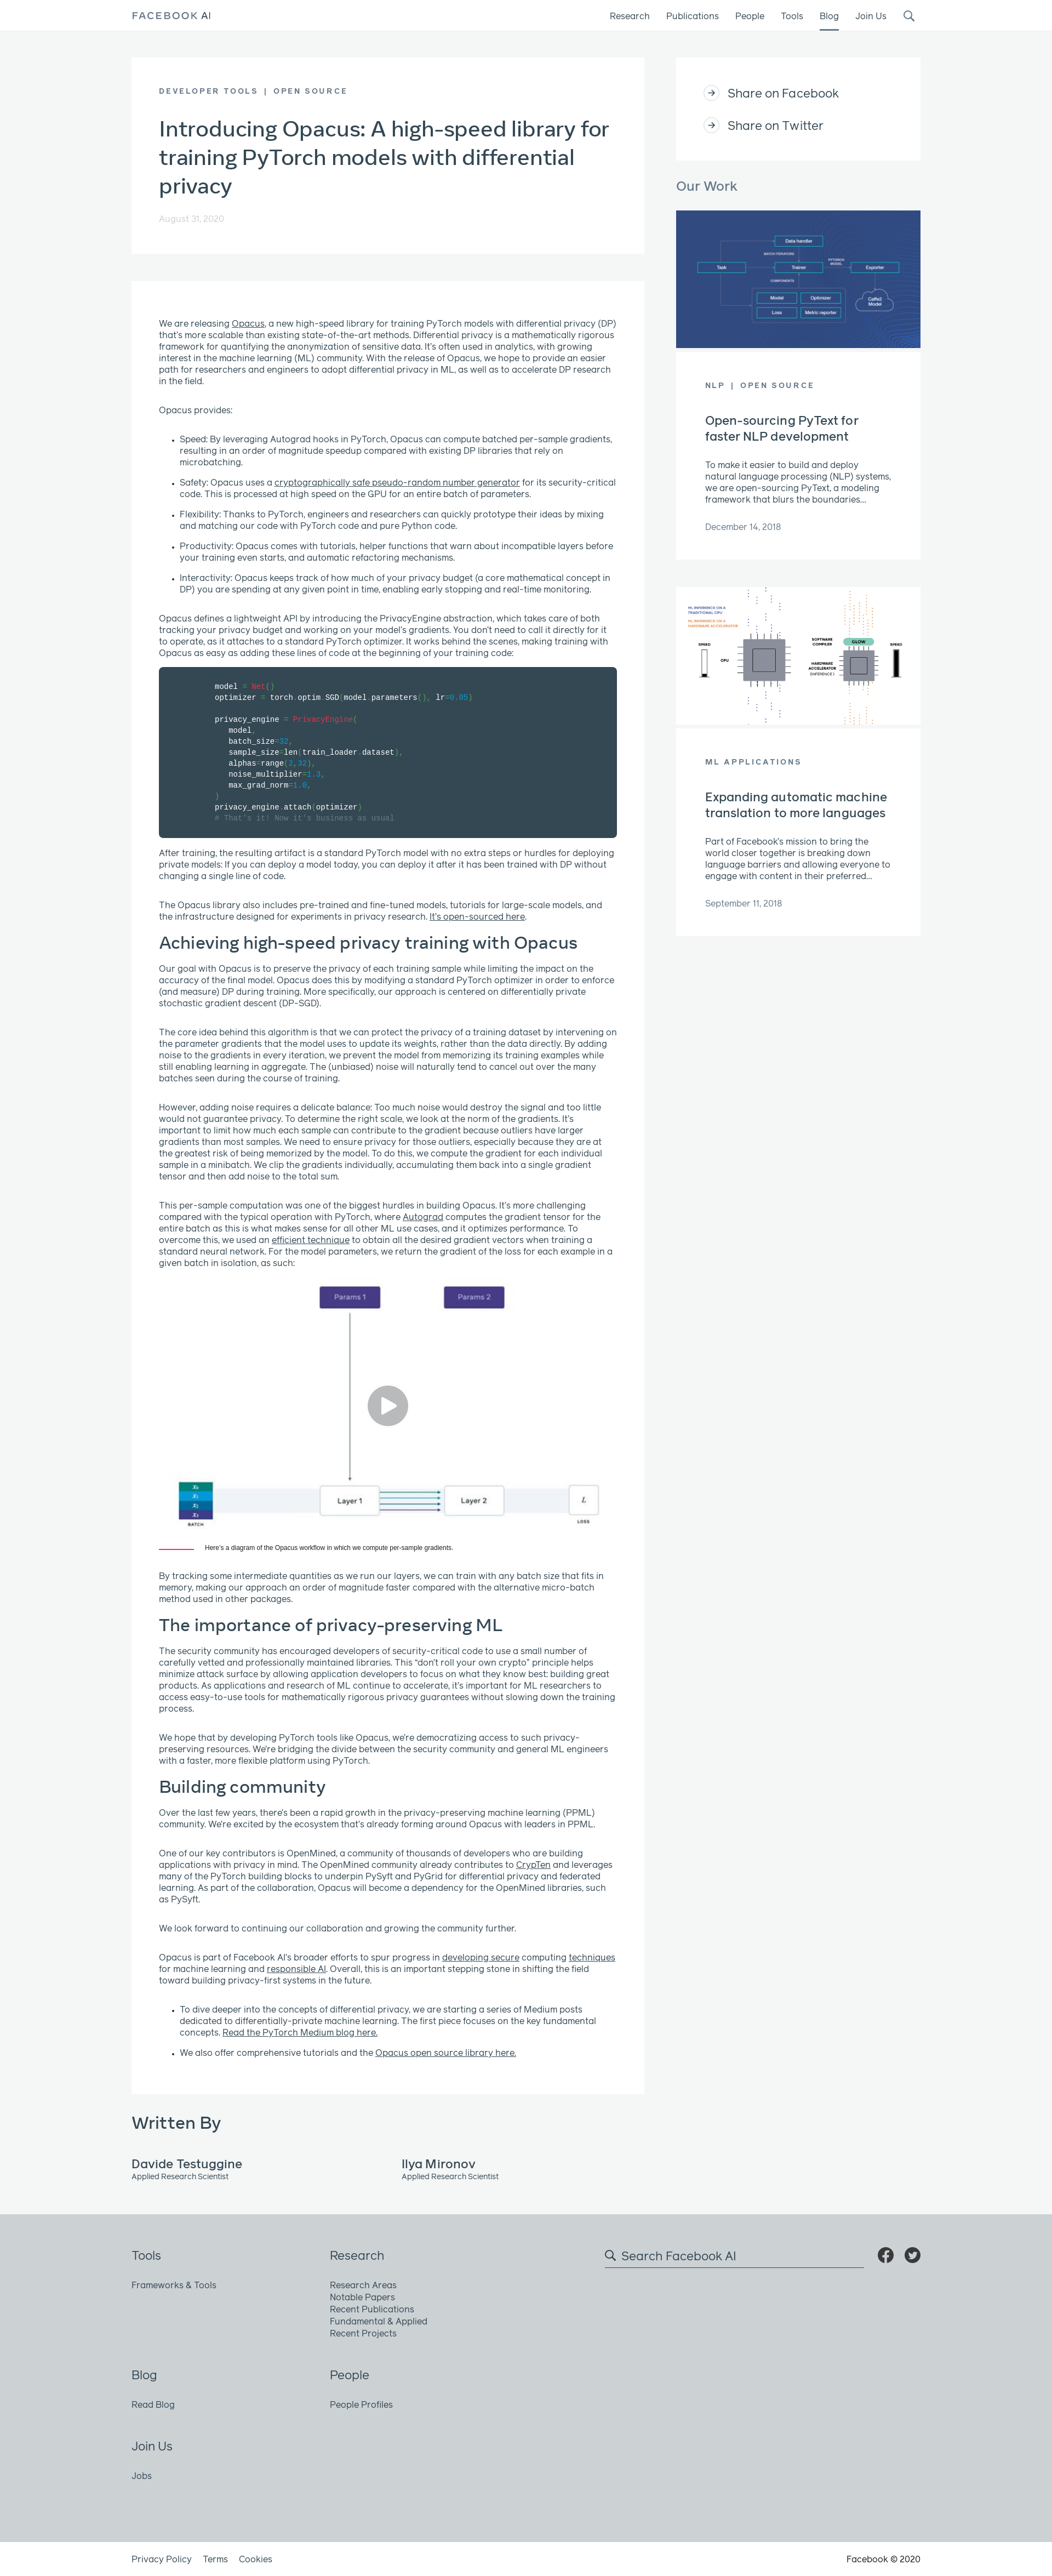 FACEBOOK AI
Research
Publications
People
Tools
Blog
Join Us
DEVELOPER TOOLS | OPEN SOURCE
Introducing Opacus: A high-speed library for
training PyTorch models with differential
privacy
August 31, 2020
We are releasing Opacus, a new high-speed library for training PyTorch models with differential privacy (DP)
that's more scalable than existing state-of-the-art methods. Differential privacy is a mathematically rigorous
framework for quantifying the anonymization of sensitive data. It's often used in analytics, with growing
interest in the machine learning (ML) community. With the release of Opacus, we hope to provide an easier
path for researchers and engineers to adopt differential privacy in ML, as well as to accelerate DP research
in the field.
Opacus provides:
• Speed: By leveraging Autograd hooks in PyTorch, Opacus can compute batched per-sample gradients,
resulting in an order of magnitude speedup compared with existing DP libraries that rely on
microbatching.
• Safety: Opacus uses a cryptographically safe pseudo-random number generator for its security-critical
code. This is processed at high speed on the GPU for an entire batch of parameters.
• Flexibility: Thanks to PyTorch, engineers and researchers can quickly prototype their ideas by mixing
and matching our code with PyTorch code and pure Python code.
• Productivity: Opacus comes with tutorials, helper functions that warn about incompatible layers before
your training even starts, and automatic refactoring mechanisms.
• Interactivity: Opacus keeps track of how much of your privacy budget (a core mathematical concept in
DP) you are spending at any given point in time, enabling early stopping and real-time monitoring.
Opacus defines a lightweight API by introducing the PrivacyEngine abstraction, which takes care of both
tracking your privacy budget and working on your model's gradients. You don't need to call it directly for it
to operate, as it attaches to a standard PyTorch optimizer. It works behind the scenes, making training with
Opacus as easy as adding these lines of code at the beginning of your training code:
model = Net()
optimizer = torch.optim.SGD(model.parameters(), lr=0.05)
privacy_engine = PrivacyEngine(
model,
batch_size=32,
sample_size=len(train_loader.dataset),
alphas=range(2,32),
noise_multiplier=1.3,
max_grad_norm=1.0,
)
privacy_engine.attach(optimizer)
# That's it! Now it's business as usual
After training, the resulting artifact is a standard PyTorch model with no extra steps or hurdles for deploying
private models: If you can deploy a model today, you can deploy it after it has been trained with DP without
changing a single line of code.
The Opacus library also includes pre-trained and fine-tuned models, tutorials for large-scale models, and
the infrastructure designed for experiments in privacy research. It's open-sourced here.
Achieving high-speed privacy training with Opacus
Our goal with Opacus is to preserve the privacy of each training sample while limiting the impact on the
accuracy of the final model. Opacus does this by modifying a standard PyTorch optimizer in order to enforce
(and measure) DP during training. More specifically, our approach is centered on differentially private
stochastic gradient descent (DP-SGD).
The core idea behind this algorithm is that we can protect the privacy of a training dataset by intervening on
the parameter gradients that the model uses to update its weights, rather than the data directly. By adding
noise to the gradients in every iteration, we prevent the model from memorizing its training examples while
still enabling learning in aggregate. The (unbiased) noise will naturally tend to cancel out over the many
batches seen during the course of training.
However, adding noise requires a delicate balance: Too much noise would destroy the signal and too little
would not guarantee privacy. To determine the right scale, we look at the norm of the gradients. It's
important to limit how much each sample can contribute to the gradient because outliers have larger
gradients than most samples. We need to ensure privacy for those outliers, especially because they are at
the greatest risk of being memorized by the model. To do this, we compute the gradient for each individual
sample in a minibatch. We clip the gradients individually, accumulating them back into a single gradient
tensor and then add noise to the total sum.
This per-sample computation was one of the biggest hurdles in building Opacus. It's more challenging
compared with the typical operation with PyTorch, where Autograd computes the gradient tensor for the
entire batch as this is what makes sense for all other ML use cases, and it optimizes performance. To
overcome this, we used an efficient technique to obtain all the desired gradient vectors when training a
standard neural network. For the model parameters, we return the gradient of the loss for each example in a
given batch in isolation, as such:
Params 1
Params 2
X0
X1
X2
X3
BATCH
Layer 1
Layer 2
L
LOSS
Here's a diagram of the Opacus workflow in which we compute per-sample gradients.
By tracking some intermediate quantities as we run our layers, we can train with any batch size that fits in
memory, making our approach an order of magnitude faster compared with the alternative micro-batch
method used in other packages.
The importance of privacy-preserving ML
The security community has encouraged developers of security-critical code to use a small number of
carefully vetted and professionally maintained libraries. This "don't roll your own crypto" principle helps
minimize attack surface by allowing application developers to focus on what they know best: building great
products. As applications and research of ML continue to accelerate, it's important for ML researchers to
access easy-to-use tools for mathematically rigorous privacy guarantees without slowing down the training
process.
We hope that by developing PyTorch tools like Opacus, we're democratizing access to such privacy-
preserving resources. We're bridging the divide between the security community and general ML engineers
with a faster, more flexible platform using PyTorch.
Building community
Over the last few years, there's been a rapid growth in the privacy-preserving machine learning (PPML)
community. We're excited by the ecosystem that's already forming around Opacus with leaders in PPML.
One of our key contributors is OpenMined, a community of thousands of developers who are building
applications with privacy in mind. The OpenMined community already contributes to CrypTen and leverages
many of the PyTorch building blocks to underpin PySyft and PyGrid for differential privacy and federated
learning. As part of the collaboration, Opacus will become a dependency for the OpenMined libraries, such
as PySyft.
We look forward to continuing our collaboration and growing the community further.
Opacus is part of Facebook AI's broader efforts to spur progress in developing secure computing techniques
for machine learning and responsible AI. Overall, this is an important stepping stone in shifting the field
toward building privacy-first systems in the future.
• To dive deeper into the concepts of differential privacy, we are starting a series of Medium posts
dedicated to differentially-private machine learning. The first piece focuses on the key fundamental
concepts. Read the PyTorch Medium blog here.
• We also offer comprehensive tutorials and the Opacus open source library here.
Share on Facebook
Share on Twitter
Our Work
Data handler
BATCH ITERATORS
PYTORCH
MODEL
Task
Trainer
Exporter
COMPONENTS
Model
Optimizer
Loss
Metric reporter
Caffe2
Model
NLP | OPEN SOURCE
Open-sourcing PyText for
faster NLP development
To make it easier to build and deploy
natural language processing (NLP) systems,
we are open-sourcing PyText, a modeling
framework that blurs the boundaries...
December 14, 2018
ML INFERENCE ON A
TRADITIONAL CPU
ML INFERENCE ON A
HARDWARE ACCELERATOR
SPEED
CPU
SOFTWARE
COMPILER
GLOW
HARDWARE
ACCELERATOR
(INFERENCE)
SPEED
ML APPLICATIONS
Expanding automatic machine
translation to more languages
Part of Facebook's mission to bring the
world closer together is breaking down
language barriers and allowing everyone to
engage with content in their preferred...
September 11, 2018
Written By
Davide Testuggine
Applied Research Scientist
Ilya Mironov
Applied Research Scientist
Tools
Frameworks & Tools
Research
Research Areas
Notable Papers
Recent Publications
Fundamental & Applied
Recent Projects
Search Facebook AI
Blog
Read Blog
People
People Profiles
Join Us
Jobs
Privacy Policy
Terms
Cookies
Facebook © 2020